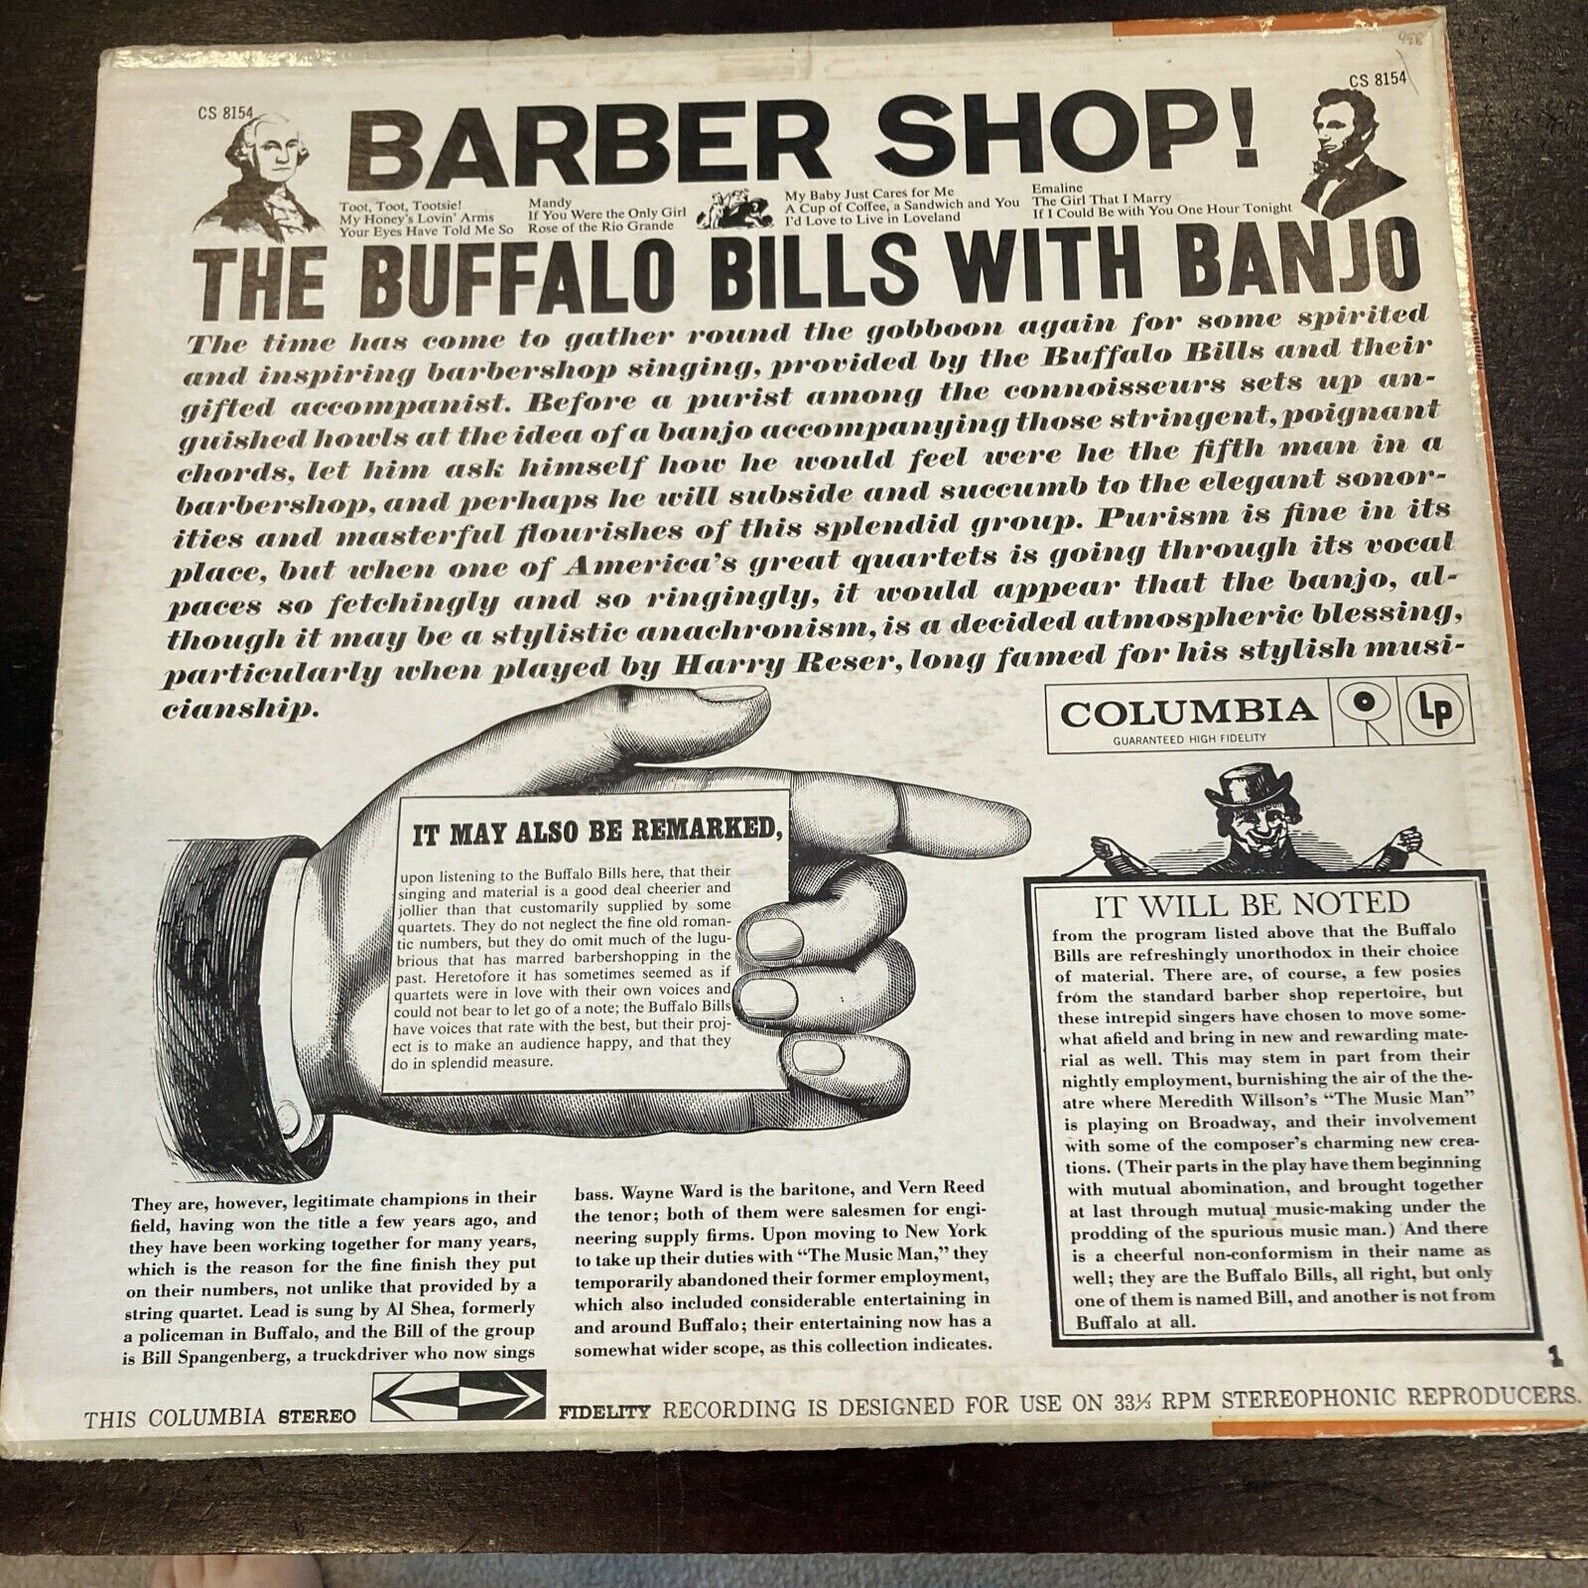 CS 8154
CS 8154
BARBER SHOP!
Toot, Toot, Tootsie!
My Honey's Lovin' Arms
Your Eyes Have Told Me So
Mandy
If You Were the Only Girl
Rose of the Rio Grande
My Baby Just Cares for Me
A Cup of Coffee, a Sandwich and You
I'd Love to Live in Loveland
Emaline
The Girl That I Marry
If I Could Be with You One Hour Tonight
THE BUFFALO BILLS WITH BANJO
The time has come to gather round the gobboon again for some spirited
and inspiring barbershop singing, provided by the Buffalo Bills and their
gifted accompanist. Before a purist among the connoisseurs sets up an-
guished howls at the idea of a banjo accompanying those stringent, poignant
chords, let him ask himself how he would feel were he the fifth man in a
barbershop, and perhaps he will subside and succumb to the elegant sonor-
ities and masterful flourishes of this splendid group. Purism is fine in its
place, but when one of America's great quartets is going through its vocal
paces so fetchingly and so ringingly, it would appear that the banjo, al-
though it may be a stylistic anachronism, is a decided atmospheric blessing,
particularly when played by Harry Reser, long famed for his stylish musi-
cianship.
COLUMBIA
GUARANTEED HIGH FIDELITY
Lp
IT MAY ALSO BE REMARKED,
upon listening to the Buffalo Bills here, that their
singing and material is a good deal cheerier and
jollier than that customarily supplied by some
quartets. They do not neglect the fine old roman-
tic numbers, but they do omit much of the lugu-
brious that has marred barbershopping in the
past. Heretofore it has sometimes seemed as if
quartets were in love with their own voices and
could not bear to let go of a note; the Buffalo Bills
have voices that rate with the best, but their proj-
ect is to make an audience happy, and that they
do in splendid measure.
IT WILL BE NOTED
from the program listed above that the Buffalo
Bills are refreshingly unorthodox in their choice
of material. There are, of course, a few posies
from the standard barber shop repertoire, but
these intrepid singers have chosen to move some-
what afield and bring in new and rewarding mate-
rial as well. This may stem in part from their
nightly employment, burnishing the air of the the-
atre where Meredith Willson's "The Music Man"
is playing on Broadway, and their involvement
with some of the composer's charming new crea-
tions. (Their parts in the play have them beginning
with mutual abomination, and brought together
at last through mutual music-making under the
prodding of the spurious music man.) And there
is a cheerful non-conformism in their name as
well; they are the Buffalo Bills, all right, but only
one of them is named Bill, and another is not from
Buffalo at all.
They are, however, legitimate champions in their
field, having won the title a few years ago, and
they have been working together for many years,
which is the reason for the fine finish they put
on their numbers, not unlike that provided by a
string quartet. Lead is sung by Al Shea, formerly
a policeman in Buffalo, and the Bill of the group
is Bill Spangenberg, a truckdriver who now sings
bass. Wayne Ward is the baritone, and Vern Reed
the tenor; both of them were salesmen for engi-
neering supply firms. Upon moving to New York
to take up their duties with "The Music Man," they
temporarily abandoned their former employment,
which also included considerable entertaining in
and around Buffalo; their entertaining now has a
somewhat wider scope, as this collection indicates.
1
THIS COLUMBIA STEREO FIDELITY RECORDING IS DESIGNED FOR USE ON 33⅓ RPM STEREOPHONIC REPRODUCERS.